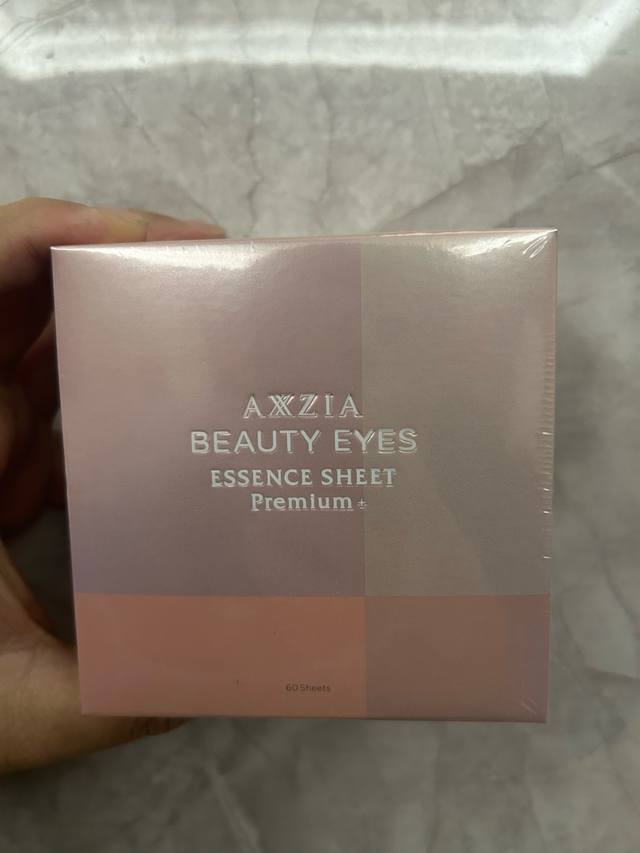 AXXZIA
BEAUTY EYES
ESSENCE SHEET
Premium+
60 Sheets